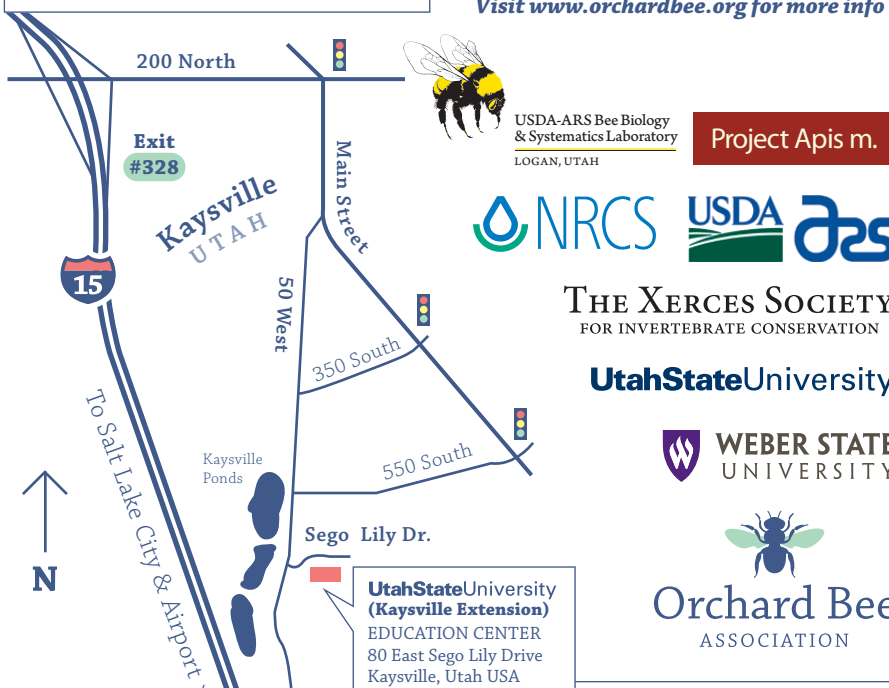 Visit www.orchardbee.org for more info
200 North
Exit
#328
Main Street
Kaysville
UTAH
15
50 West
350 South
550 South
To Salt Lake City & Airport
Kaysville
Ponds
Sego Lily Dr.
N
UtahStateUniversity
(Kaysville Extension)
EDUCATION CENTER
80 East Sego Lily Drive
Kaysville, Utah USA
USDA-ARS Bee Biology
& Systematics Laboratory
LOGAN, UTAH
Project Apis m.
NRCS
USDA
ars
THE XERCES SOCIETY
FOR INVERTEBRATE CONSERVATION
UtahStateUniversity
WEBER STATE
UNIVERSITY
Orchard Bee
ASSOCIATION